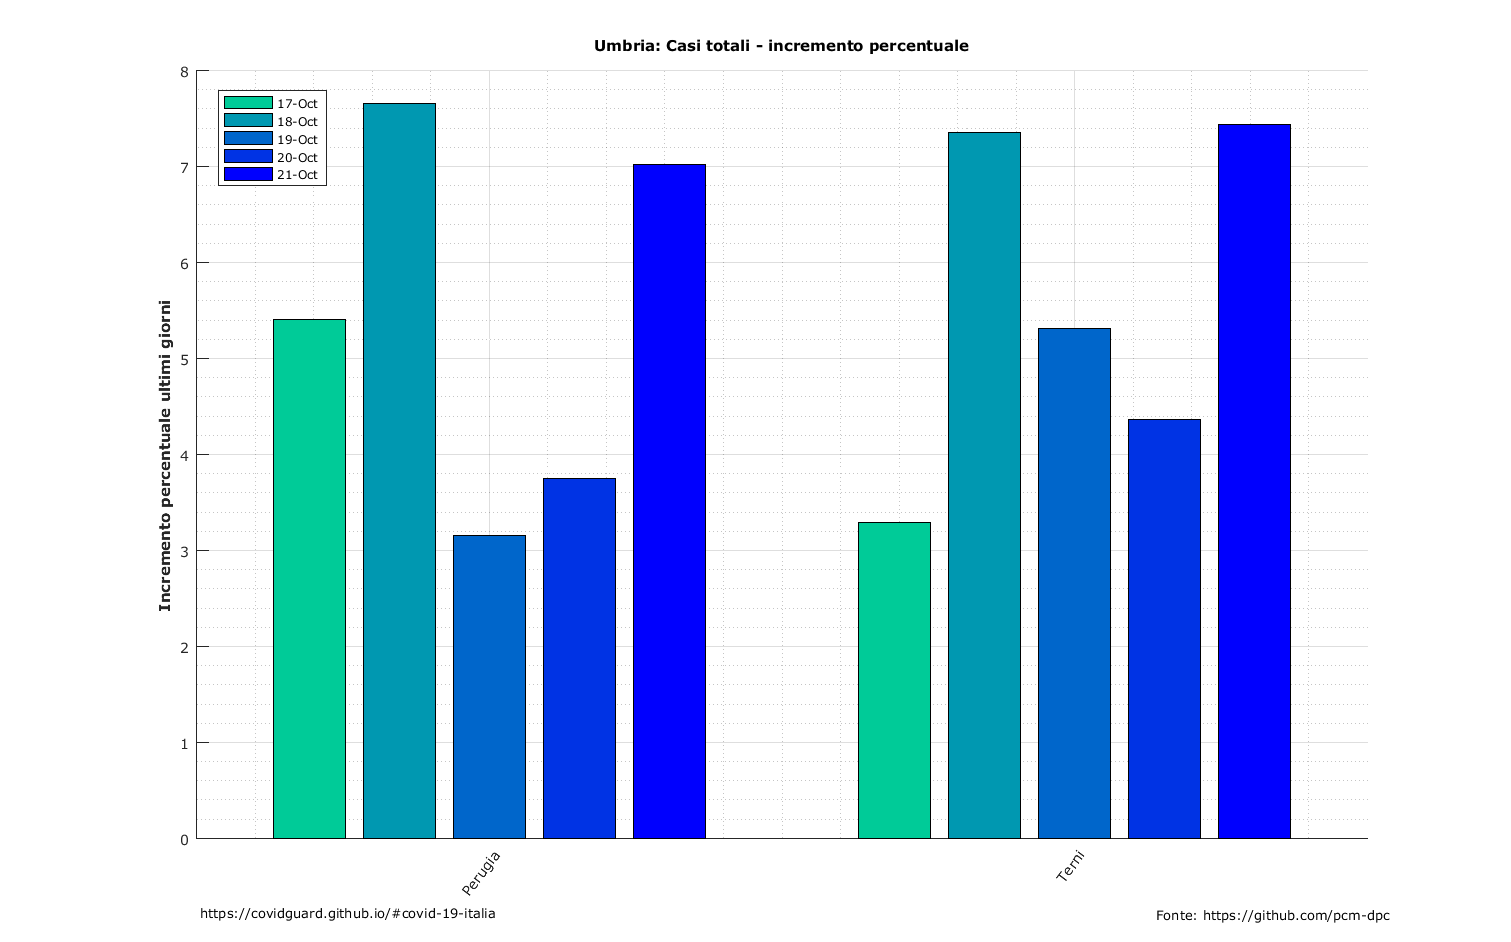 Umbria: Casi totali - incremento percentuale
Incremento percentuale ultimi giorni
8
7
6
5
4
3
2
1
0
17-Oct
18-Oct
19-Oct
20-Oct
21-Oct
Perugia
Terni
https://covidguard.github.io/#covid-19-italia
Fonte: https://github.com/pcm-dpc